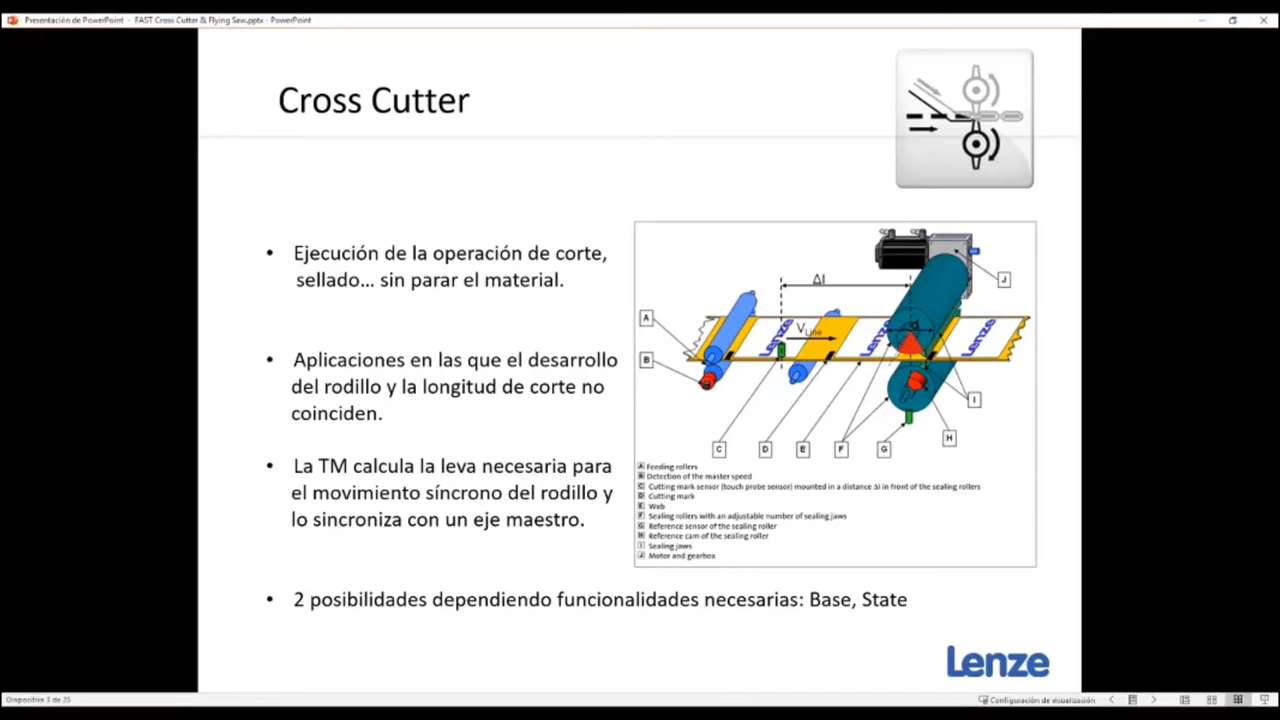 Presentación de PowerPoint - FAST Cross Cutter & Flying Saw.pptx - PowerPoint
Cross Cutter
• Ejecución de la operación de corte,
sellado... sin parar el material.
• Aplicaciones en las que el desarrollo
del rodillo y la longitud de corte no
coinciden.
• La TM calcula la leva necesaria para
el movimiento síncrono del rodillo y
lo sincroniza con un eje maestro.
Δl
J
A
VLine
d
Lenze
Lenze
Lenze
B
I
H
C
D
E
F
G
A Feeding rollers
B Detection of the master speed
C Cutting mark sensor (touch probe sensor) mounted in a distance Δl in front of the sealing rollers
D Cutting mark
E Web
F Sealing rollers with an adjustable number of sealing jaws
G Reference sensor of the sealing roller
H Reference cam of the sealing roller
I Sealing jaws
J Motor and gearbox
• 2 posibilidades dependiendo funcionalidades necesarias: Base, State
Lenze
Diapositiva 3 de 25
Configuración de visualización